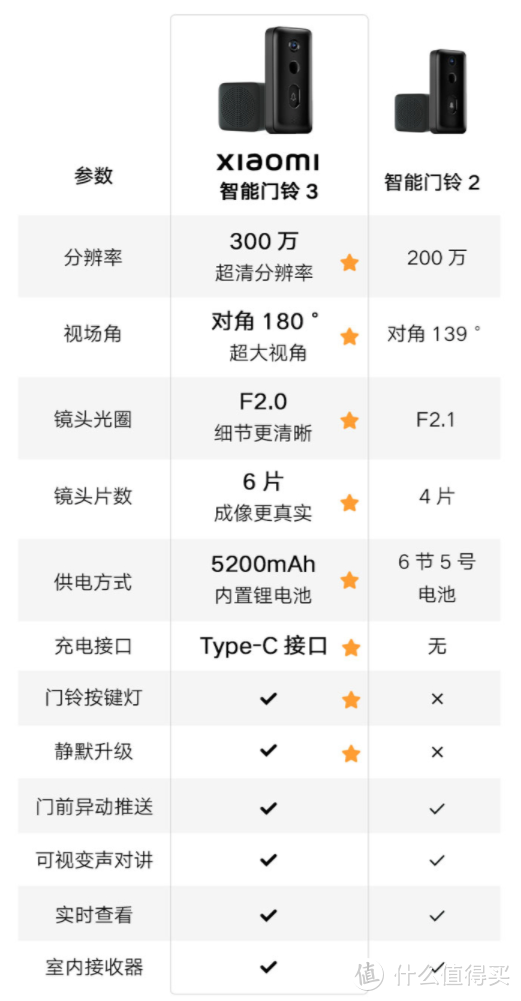 xiaomi
参数
智能门铃 3
智能门铃 2
分辨率
300 万
超清分辨率
200 万
视场角
对角 180 °
超大视角
对角 139 °
镜头光圈
F2.0
细节更清晰
F2.1
镜头片数
6 片
成像更真实
4 片
供电方式
5200mAh
内置锂电池
6 节 5 号
电池
充电接口
Type-C 接口
无
门铃按键灯
静默升级
门前异动推送
可视变声对讲
实时查看
室内接收器
值 什么值得买